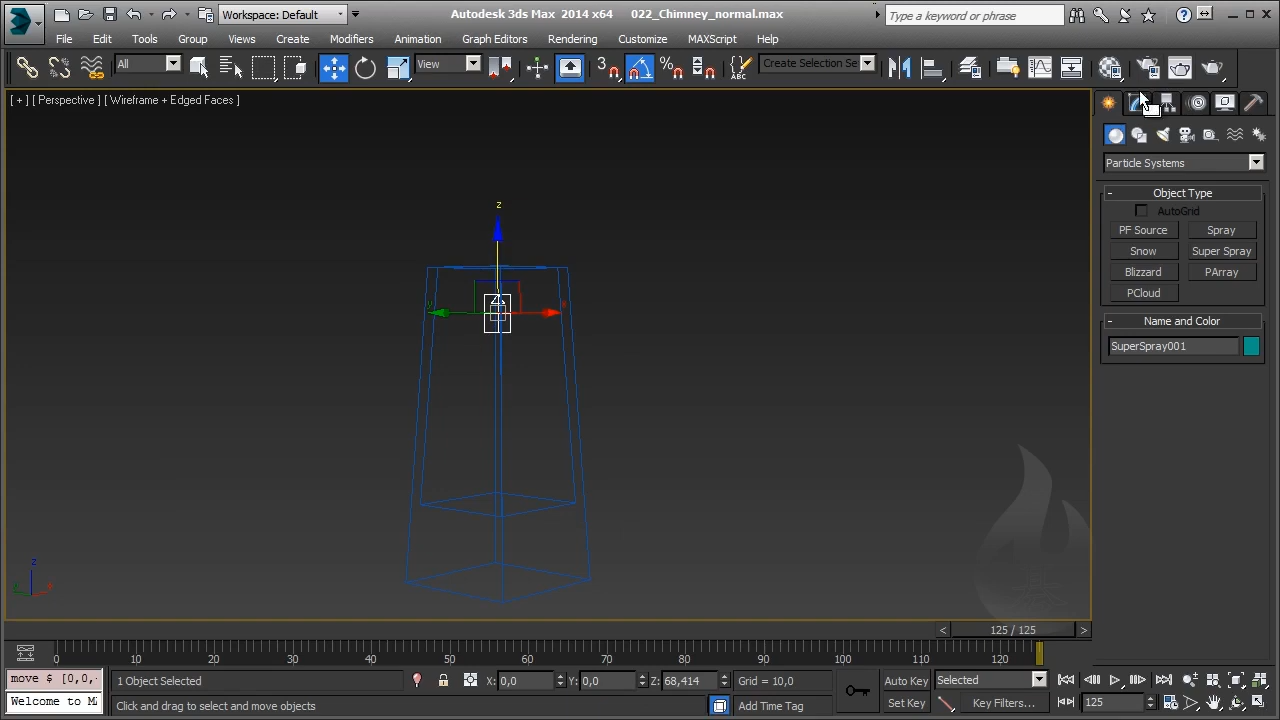 Autodesk 3ds Max 2014 x64 022_Chimney_normal.max
Workspace: Default
Type a keyword or phrase
File Edit Tools Group Views Create Modifiers Animation Graph Editors Rendering Customize MAXScript Help
All View 3 Create Selection Se
[ + ] [ Perspective ] [ Wireframe + Edged Faces ]
Particle Systems
- Object Type
AutoGrid
PF Source Spray
Snow Super Spray
Blizzard PArray
PCloud
- Name and Color
SuperSpray001
z
x
y
z
< 125 / 125 >
0 10 20 30 40 50 60 70 80 90 100 110 120
move $ [0,0,
1 Object Selected X: 0,0 Y: 0,0 Z: 68,414 Grid = 10,0 Auto Key Selected
Welcome to M
Click and drag to select and move objects Add Time Tag Set Key Key Filters... 125